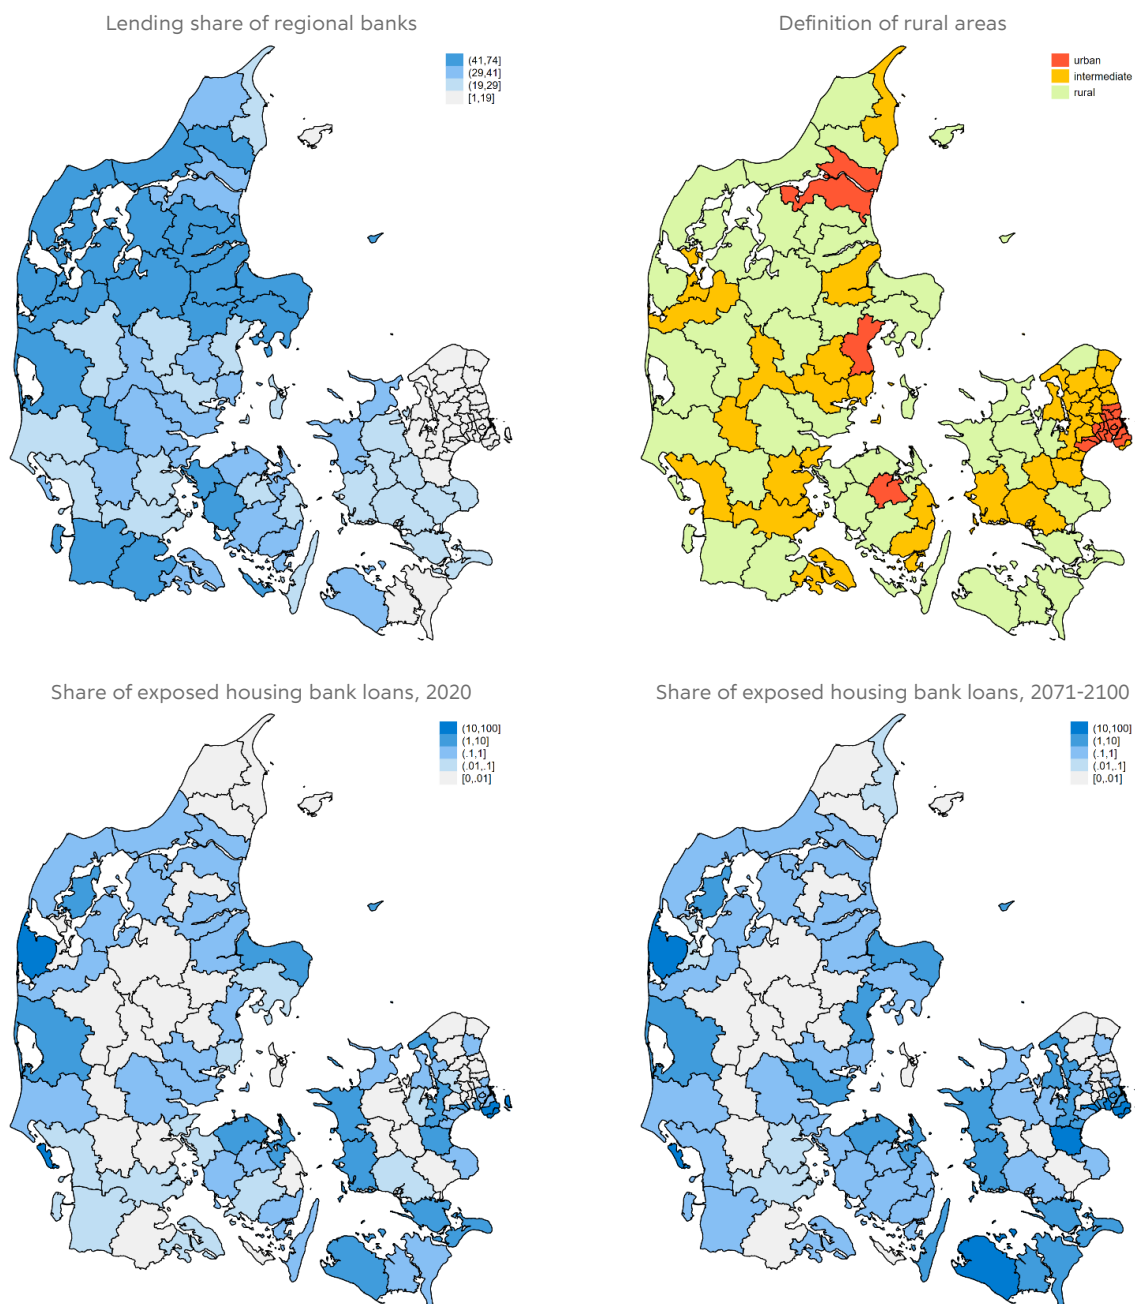 Lending share of regional banks
(41,74]
(29,41]
(19,29]
[1,19]
Definition of rural areas
urban
intermediate
rural
Share of exposed housing bank loans, 2020
(10,100]
(1,10]
(.1,1]
(.01,.1]
[0,.01]
Share of exposed housing bank loans, 2071-2100
(10,100]
(1,10]
(.1,1]
(.01,.1]
[0,.01]